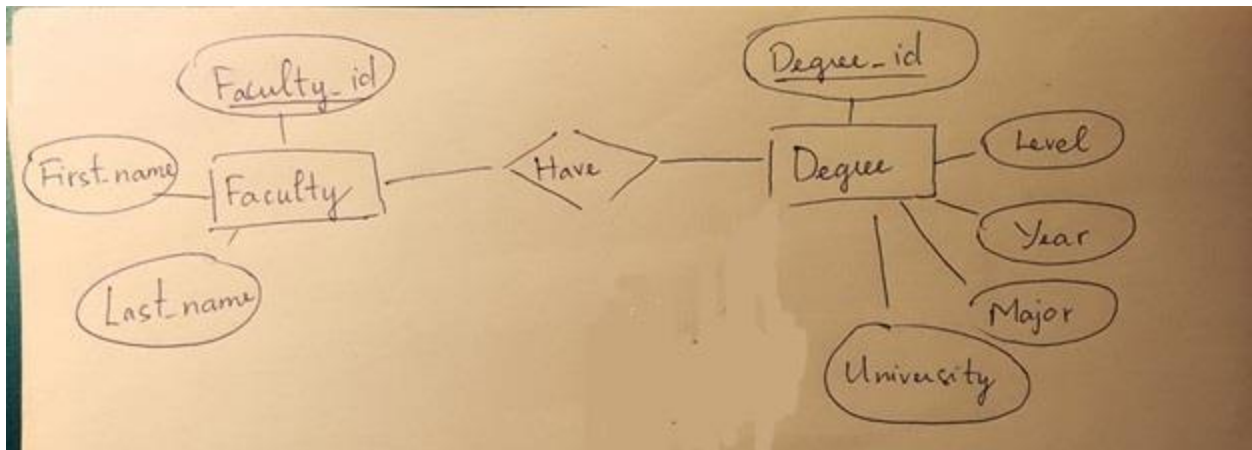 Faculty_id
First_name
Faculty
Last_name
Have
Degree_id
Degree
Level
Year
Major
University